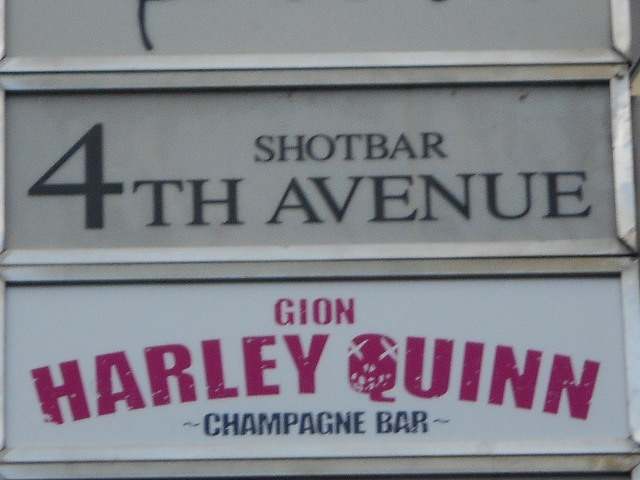 SHOTBAR
4TH AVENUE
GION
HARLEY QUINN
~CHAMPAGNE BAR~